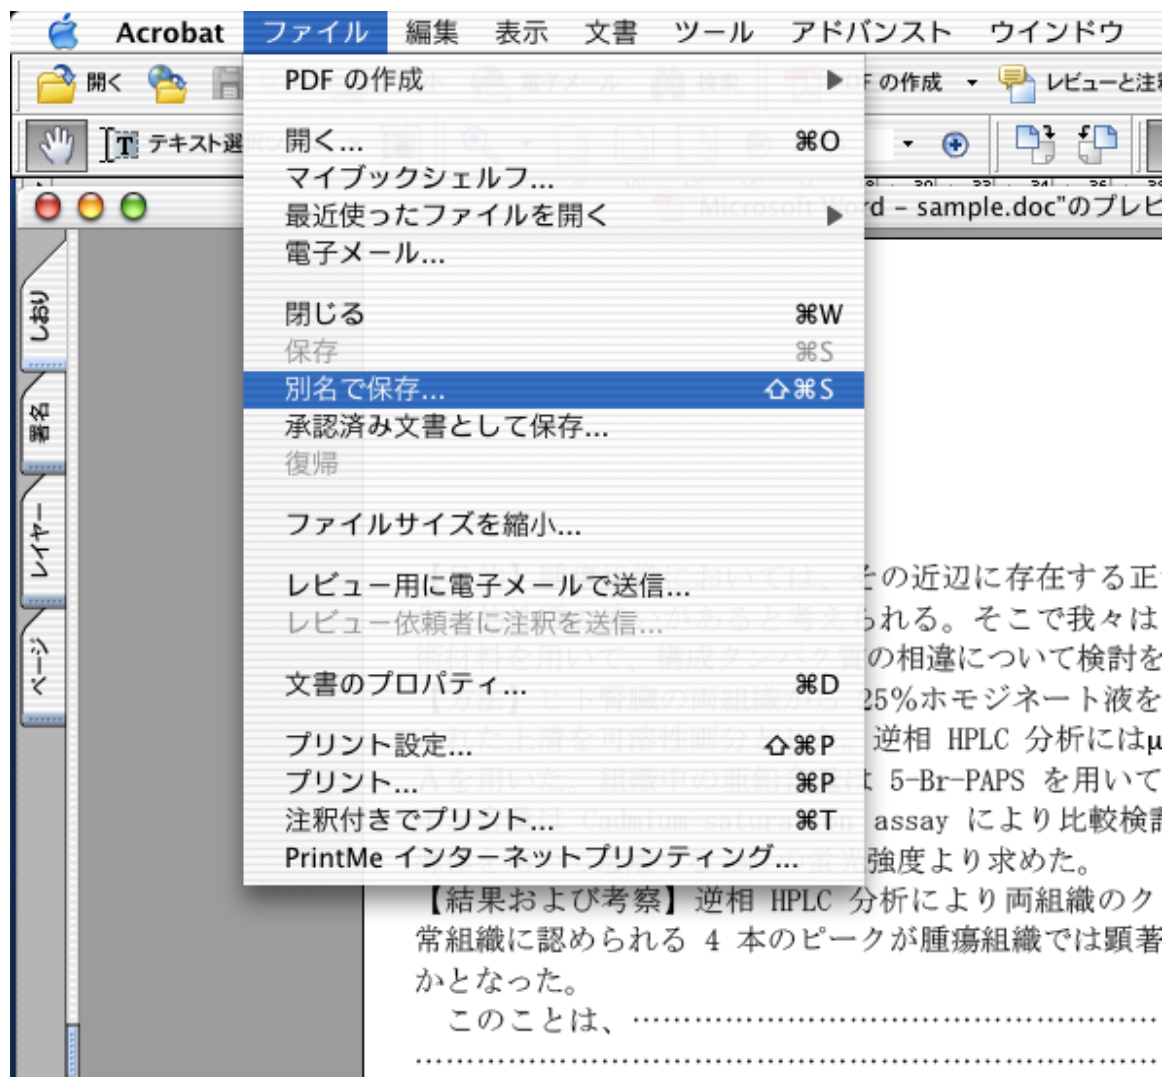 Acrobat ファイル 編集 表示 文書 ツール アドバンスト ウインドウ
開く の作成 レビューと注釈
テキスト選
rd – sample.doc"のプレビ
しおり
署名
レイヤー
ページ
PDF の作成
開く... ⌘O
マイブックシェルフ...
最近使ったファイルを開く
電子メール...
閉じる ⌘W
保存 ⌘S
別名で保存... ⇧⌘S
承認済み文書として保存...
復帰
ファイルサイズを縮小...
レビュー用に電子メールで送信...
レビュー依頼者に注釈を送信...
文書のプロパティ... ⌘D
プリント設定... ⇧⌘P
プリント... ⌘P
注釈付きでプリント... ⌘T
PrintMe インターネットプリンティング...
その近辺に存在する正
られる。そこで我々は
の相違について検討を
25%ホモジネート液を
。逆相 HPLC 分析にはμ
は 5-Br-PAPS を用いて
assay により比較検討
強度より求めた。
【結果および考察】逆相 HPLC 分析により両組織のク
常組織に認められる 4 本のピークが腫瘍組織では顕著
かとなった。
このことは、……………………………………………
……………………………………………………………